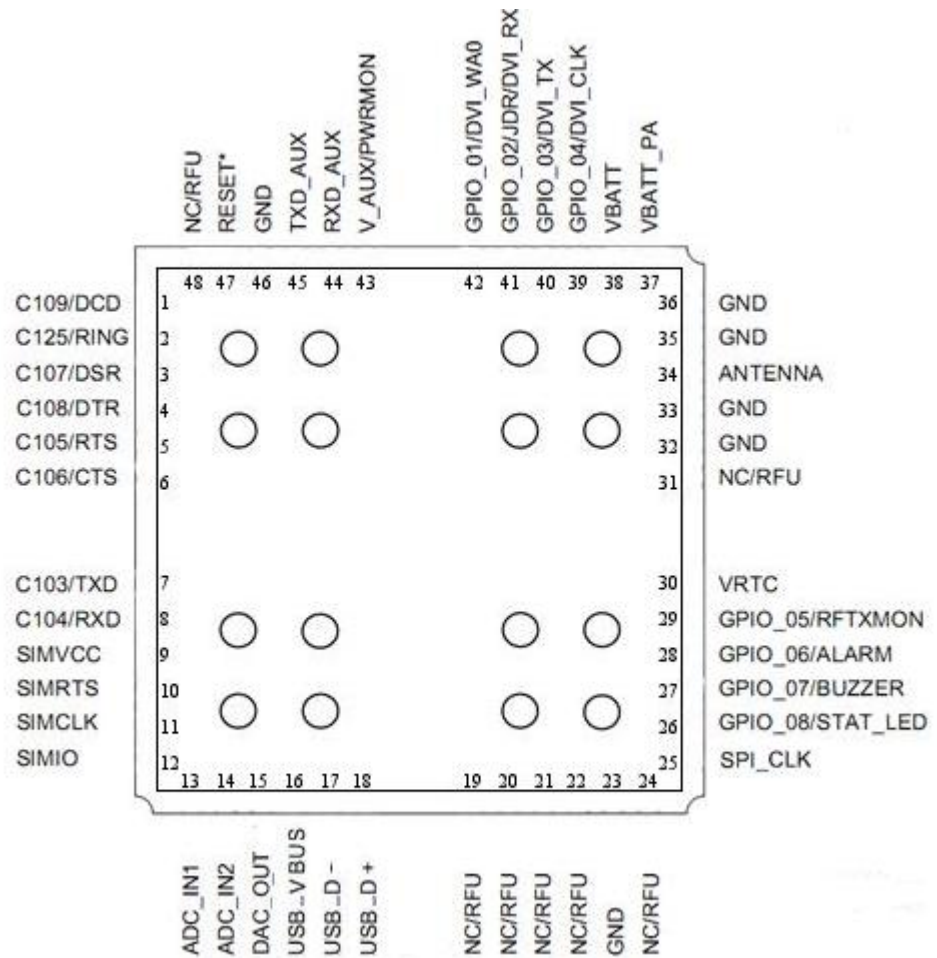 NC/RFU
RESET*
GND
TXD_AUX
RXD_AUX
V_AUX/PWRMON
GPIO_01/DVI_WA0
GPIO_02/JDR/DVI_RX
GPIO_03/DVI_TX
GPIO_04/DVI_CLK
VBATT
VBATT_PA
48 47 46 45 44 43 42 41 40 39 38 37
C109/DCD 1 36 GND
C125/RING 2 35 GND
C107/DSR 3 34 ANTENNA
C108/DTR 4 33 GND
C105/RTS 5 32 GND
C106/CTS 6 31 NC/RFU
C103/TXD 7 30 VRTC
C104/RXD 8 29 GPIO_05/RFTXMON
SIMVCC 9 28 GPIO_06/ALARM
SIMRTS 10 27 GPIO_07/BUZZER
SIMCLK 11 26 GPIO_08/STAT_LED
SIMIO 12 25 SPI_CLK
13 14 15 16 17 18 19 20 21 22 23 24
ADC_IN1
ADC_IN2
DAC_OUT
USB_VBUS
USB_D-
USB_D+
NC/RFU
NC/RFU
NC/RFU
NC/RFU
GND
NC/RFU